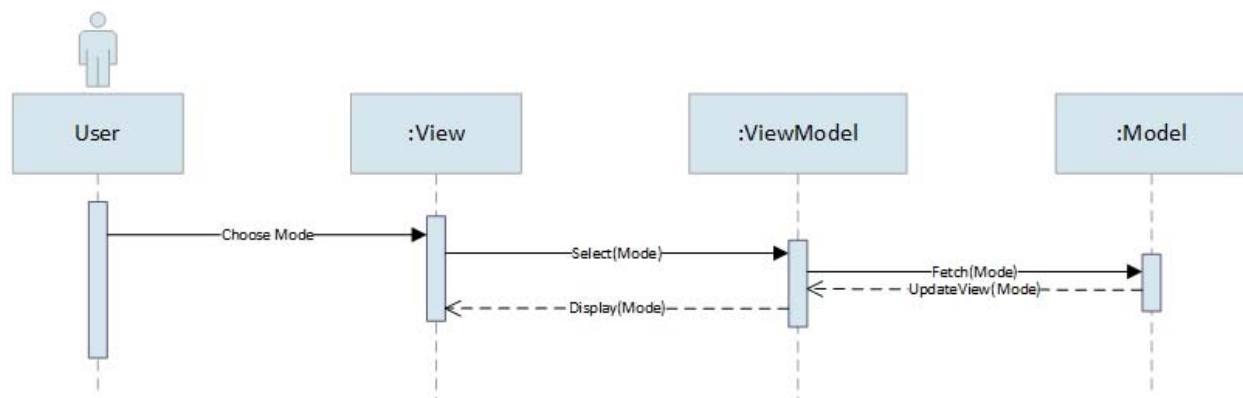 User
:View
:ViewModel
:Model
Choose Mode
Select(Mode)
Fetch(Mode)
UpdateView(Mode)
Display(Mode)